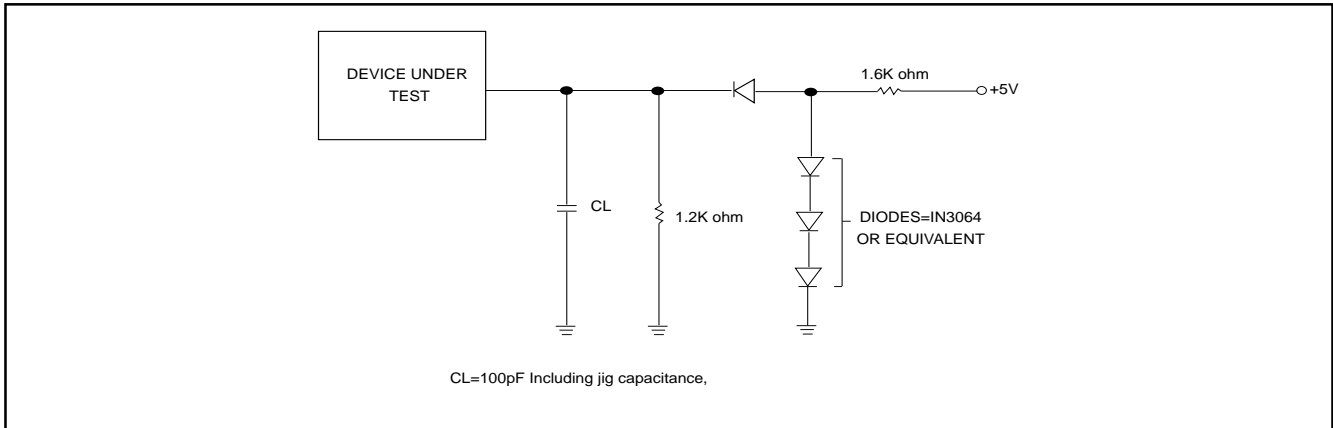 DEVICE UNDER
TEST
1.6K ohm
+5V
CL
1.2K ohm
DIODES=IN3064
OR EQUIVALENT
CL=100pF Including jig capacitance,